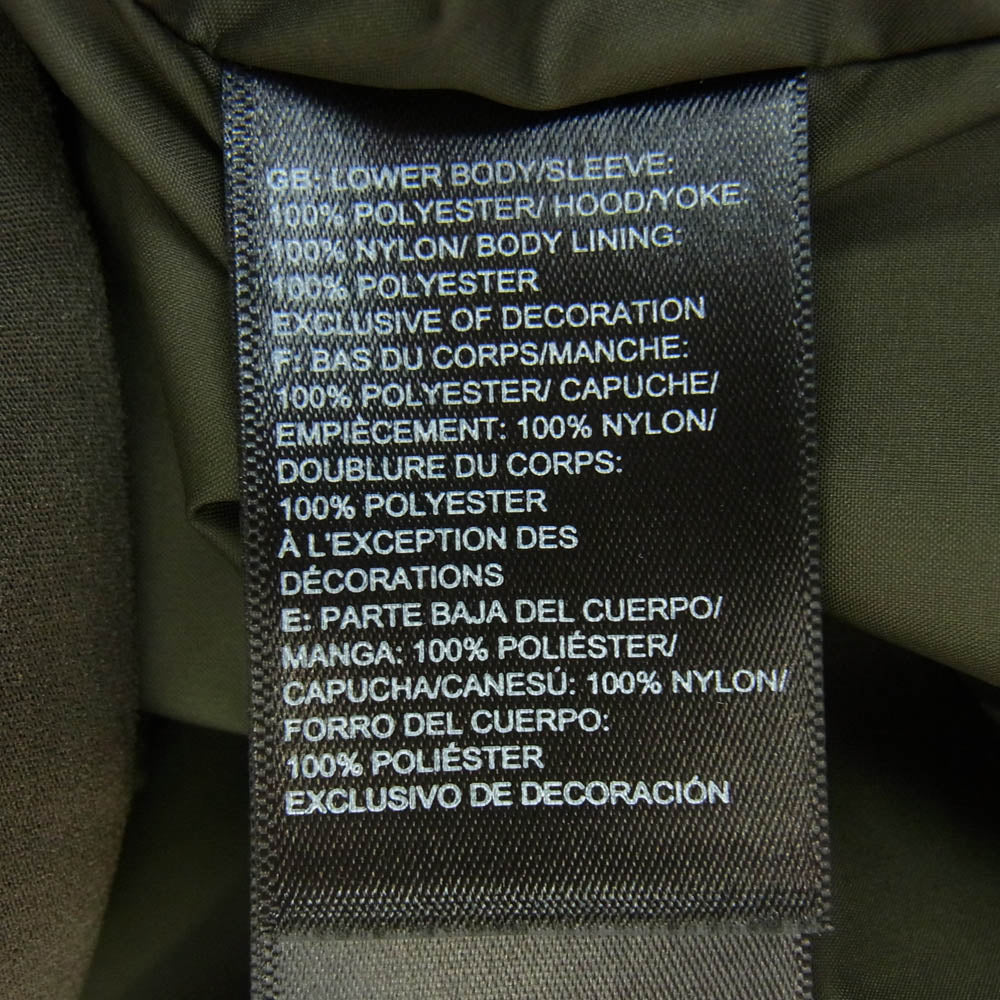 GB: LOWER BODY/SLEEVE:
100% POLYESTER/ HOOD/YOKE:
100% NYLON/ BODY LINING:
100% POLYESTER
EXCLUSIVE OF DECORATION
F: BAS DU CORPS/MANCHE:
100% POLYESTER/ CAPUCHE/
EMPIÈCEMENT: 100% NYLON/
DOUBLURE DU CORPS:
100% POLYESTER
À L'EXCEPTION DES
DÉCORATIONS
E: PARTE BAJA DEL CUERPO/
MANGA: 100% POLIÉSTER/
CAPUCHA/CANESÚ: 100% NYLON/
FORRO DEL CUERPO:
100% POLIÉSTER
EXCLUSIVO DE DECORACIÓN